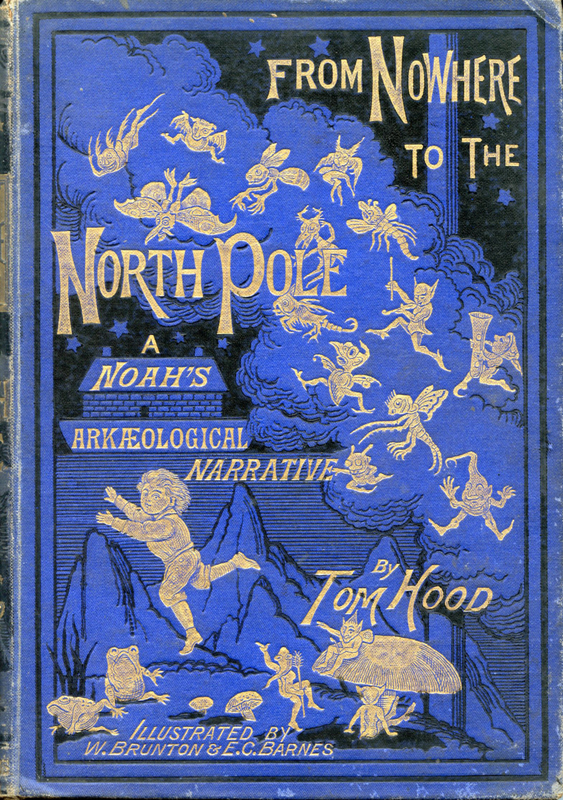 FROM NOWHERE
TO THE
NORTH POLE
A
NOAH'S
ARKÆOLOGICAL
NARRATIVE
BY
TOM HOOD
ILLUSTRATED BY
W. BRUNTON & E.C. BARNES